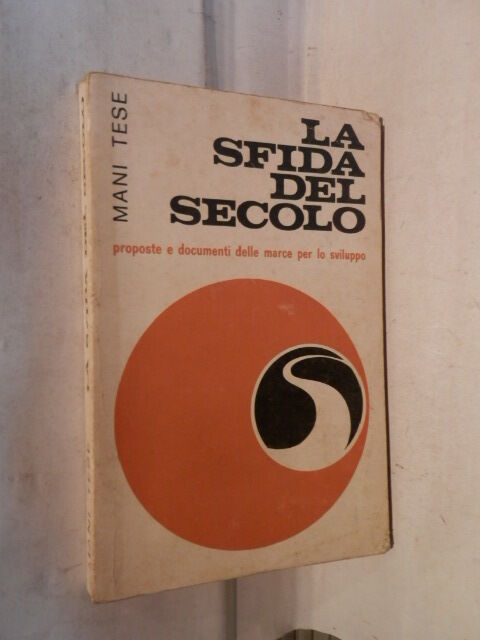 MANI TESE
LA
SFIDA
DEL
SECOLO
proposte e documenti delle marce per lo sviluppo